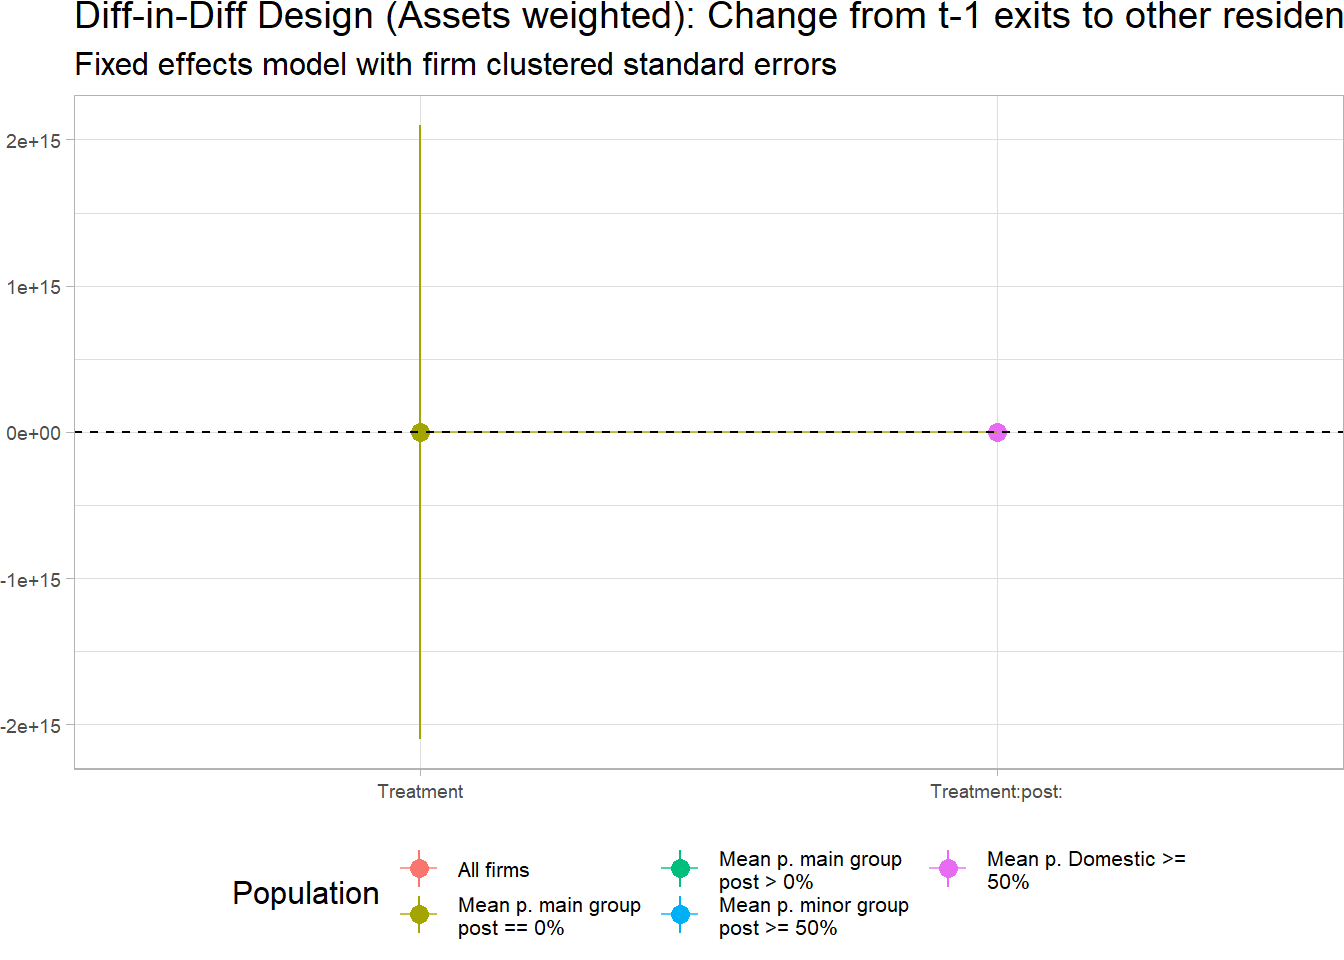 Diff-in-Diff Design (Assets weighted): Change from t-1 exits to other residen
Fixed effects model with firm clustered standard errors
2e+15
1e+15
0e+00
-1e+15
-2e+15
Treatment
Treatment:post:
Population
All firms
Mean p. main group
post == 0%
Mean p. main group
post > 0%
Mean p. minor group
post >= 50%
Mean p. Domestic >=
50%